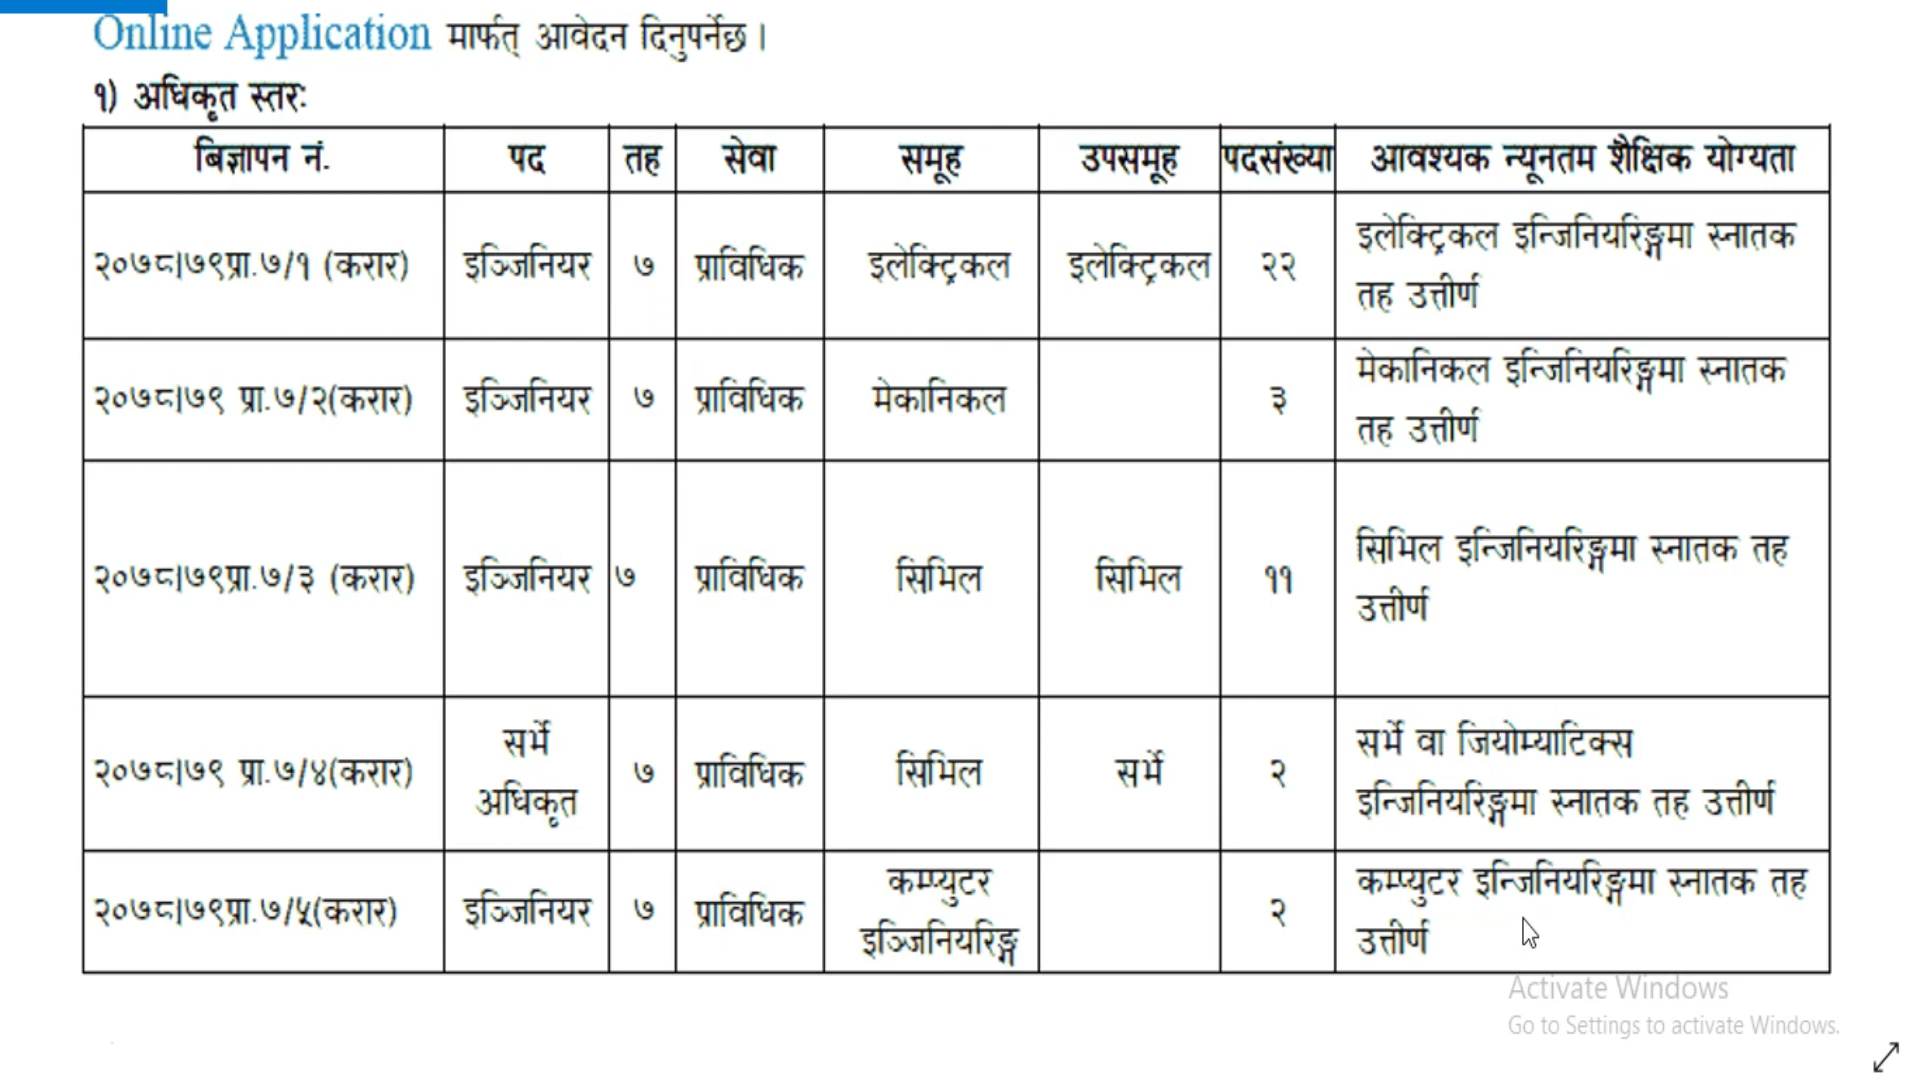 Online Application मार्फत् आवेदन दिनुपर्नेछ।
१) अधिकृत स्तरः
बिज्ञापन नं. पद तह सेवा समूह उपसमूह पदसंख्या आवश्यक न्यूनतम शैक्षिक योग्यता
२०७८।७९प्रा.७/१ (करार) इञ्जिनियर ७ प्राविधिक इलेक्ट्रिकल इलेक्ट्रिकल २२ इलेक्ट्रिकल इन्जिनियरिङ्गमा स्नातक
तह उत्तीर्ण
२०७८।७९ प्रा.७/२(करार) इञ्जिनियर ७ प्राविधिक मेकानिकल ३ मेकानिकल इन्जिनियरिङ्गमा स्नातक
तह उत्तीर्ण
२०७८।७९प्रा.७/३ (करार) इञ्जिनियर ७ प्राविधिक सिभिल सिभिल ११ सिभिल इन्जिनियरिङ्गमा स्नातक तह
उत्तीर्ण
२०७८।७९ प्रा.७/४(करार) सर्भे अधिकृत ७ प्राविधिक सिभिल सर्भे २ सर्भे वा जियोम्याटिक्स
इन्जिनियरिङ्गमा स्नातक तह उत्तीर्ण
२०७८।७९प्रा.७/५(करार) इञ्जिनियर ७ प्राविधिक कम्प्युटर इञ्जिनियरिङ्ग २ कम्प्युटर इन्जिनियरिङ्गमा स्नातक तह
उत्तीर्ण
Activate Windows
Go to Settings to activate Windows.